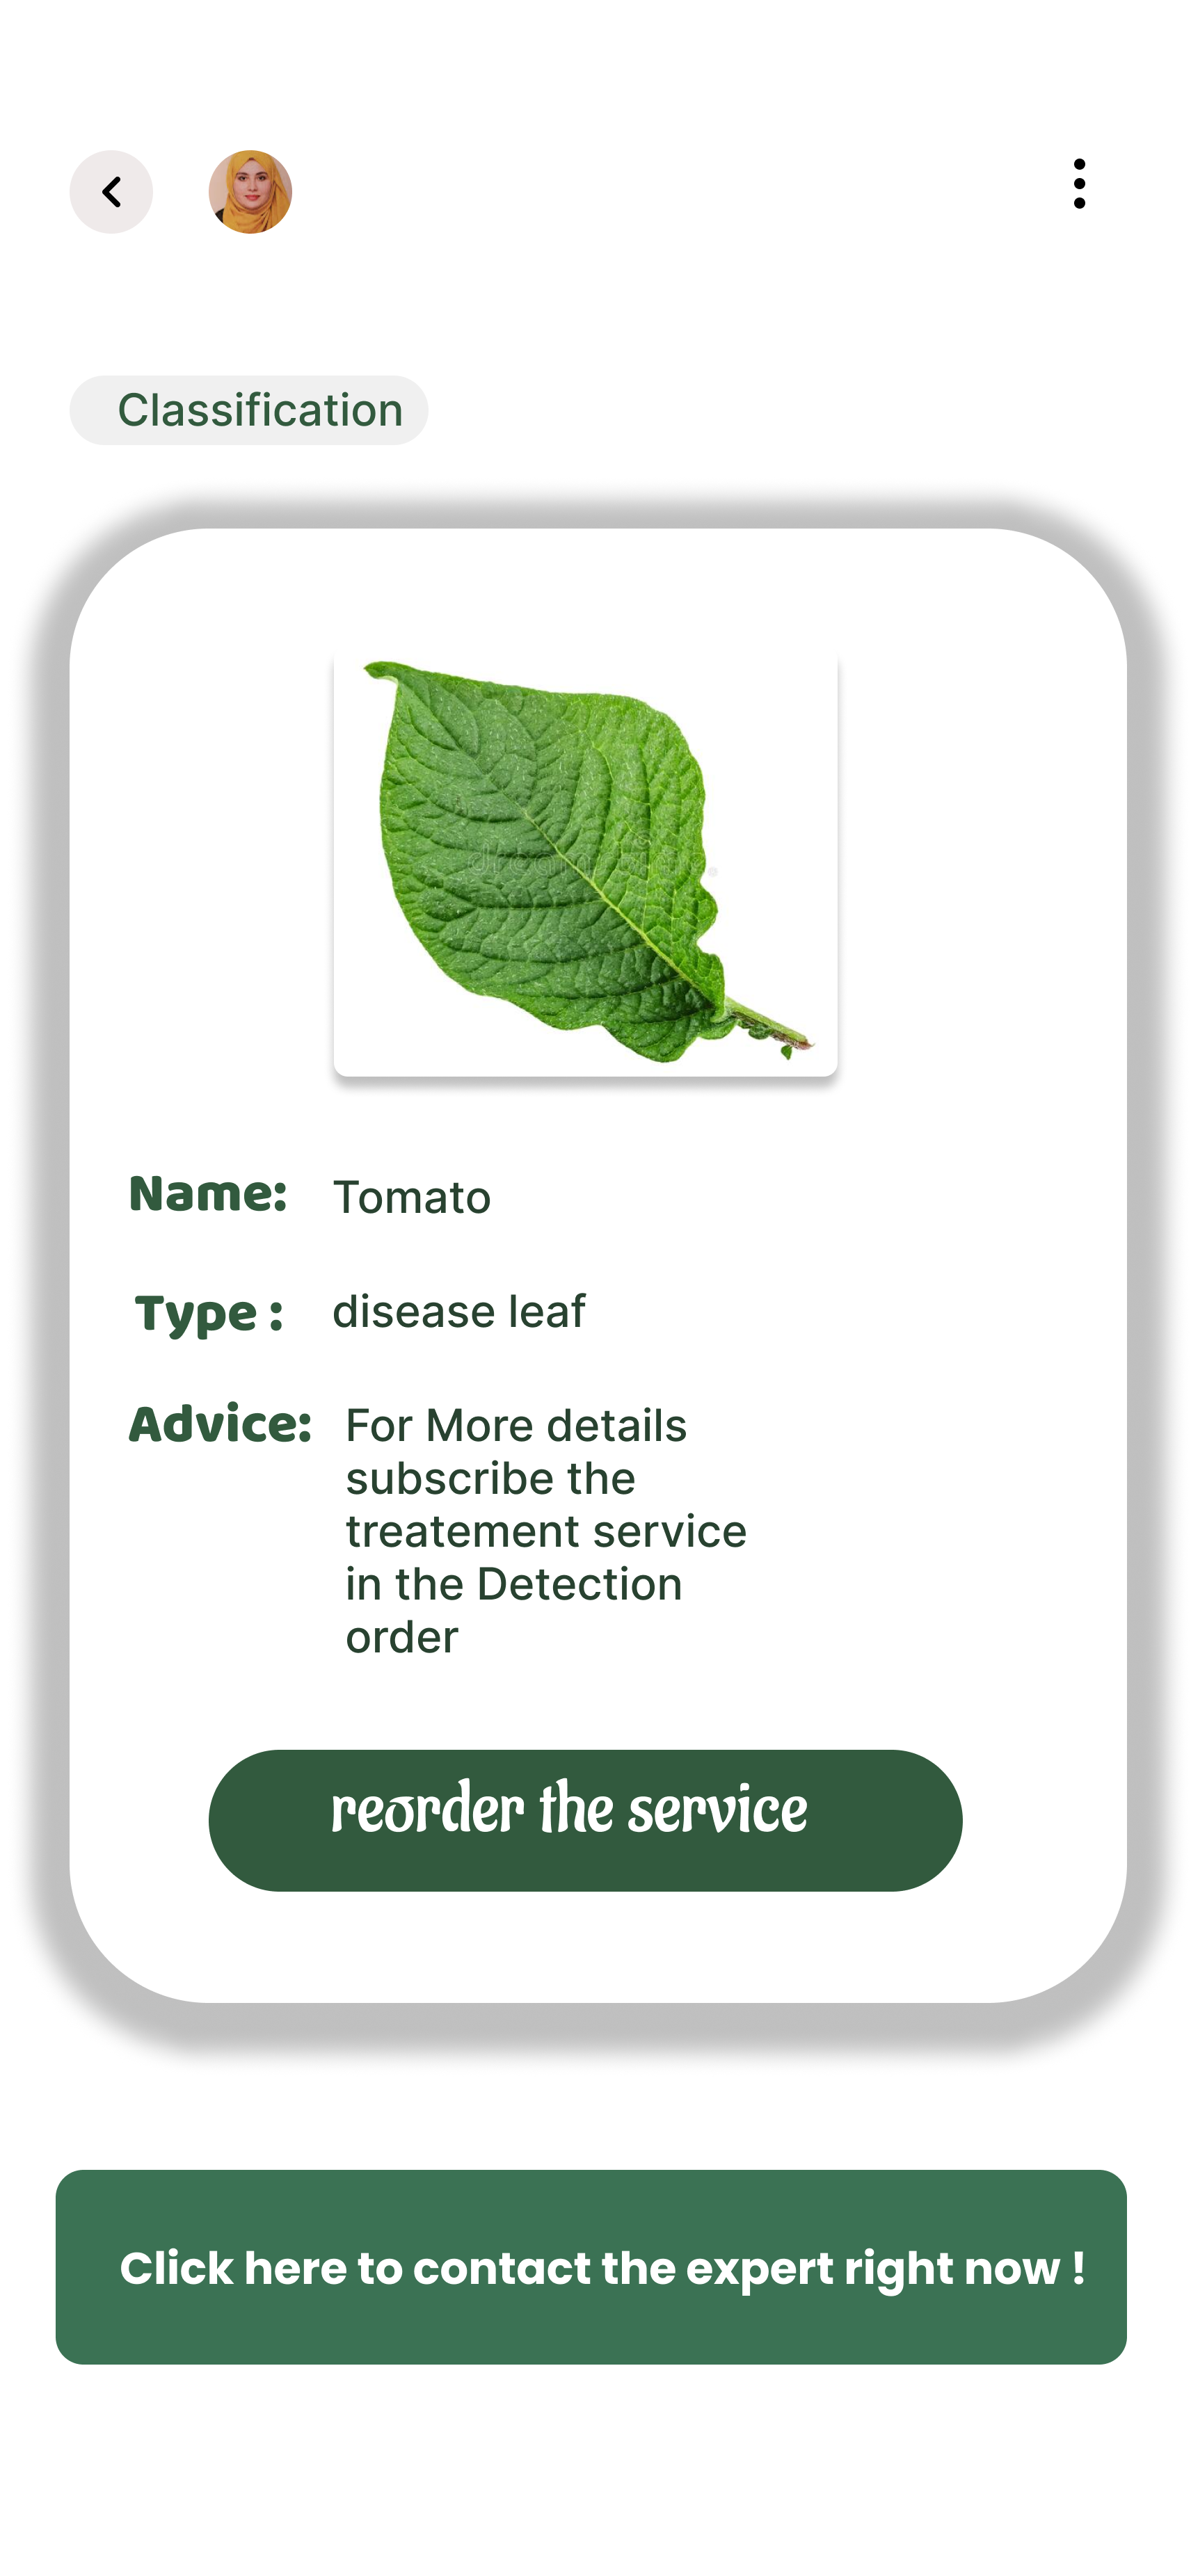 Classification
dreamstime.
Name: Tomato
Type : disease leaf
Advice: For More details
subscribe the
treatement service
in the Detection
order
reorder the service
Click here to contact the expert right now !